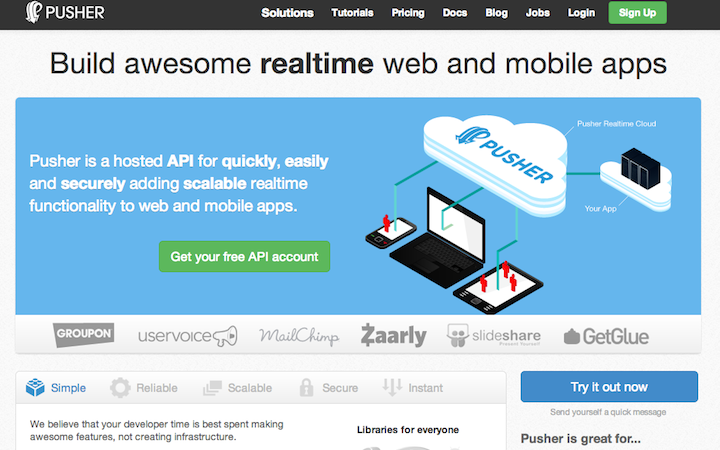 PUSHER
Solutions Tutorials Pricing Docs Blog Jobs Login Sign Up
Build awesome realtime web and mobile apps
Pusher is a hosted API for quickly, easily
and securely adding scalable realtime
functionality to web and mobile apps.
Get your free API account
PUSHER
Pusher Realtime Cloud
Your App
GROUPON uservoice MailChimp Zaarly slideshare GetGlue
Present Yourself
Simple Reliable Scalable Secure Instant
We believe that your developer time is best spent making
awesome features, not creating infrastructure.
Libraries for everyone
Try it out now
Send yourself a quick message
Pusher is great for...